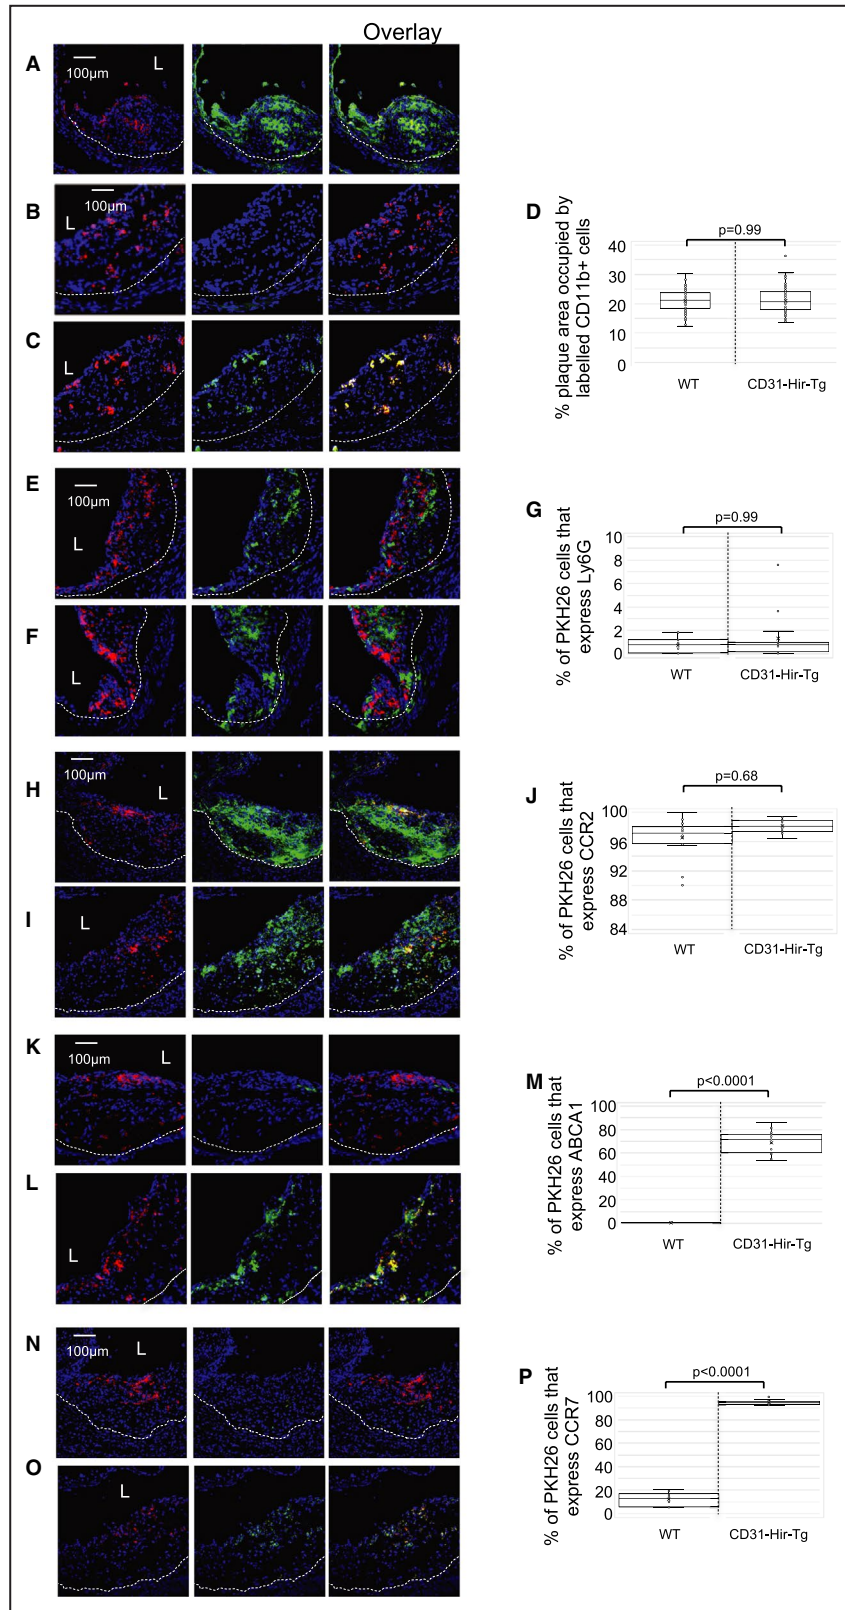 Overlay
A
100µm
L
B
100µm
L
C
L
D
% plaque area occupied by
labelled CD11b+ cells
p=0.99
40
30
20
10
0
WT
CD31-Hir-Tg
E
100µm
L
F
L
G
% of PKH26 cells that
express Ly6G
p=0.99
10
8
6
4
2
0
WT
CD31-Hir-Tg
H
100µm
L
I
L
J
% of PKH26 cells that
express CCR2
p=0.68
100
96
92
88
84
WT
CD31-Hir-Tg
K
100µm
L
L
L
M
% of PKH26 cells that
express ABCA1
p<0.0001
100
80
60
40
20
0
WT
CD31-Hir-Tg
N
100µm
L
O
L
P
% of PKH26 cells that
express CCR7
p<0.0001
100
80
60
40
20
0
WT
CD31-Hir-Tg